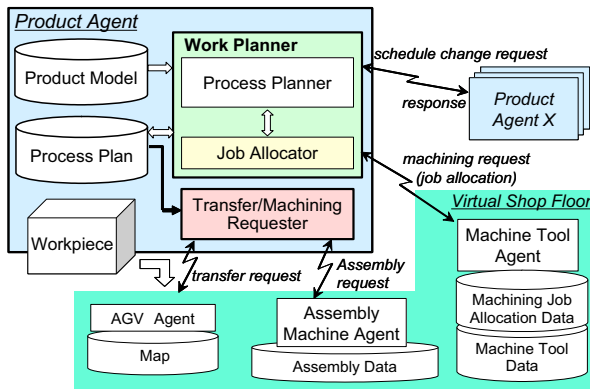 Product Agent
Work Planner
Product Model
Process Planner
schedule change request
response
Product
Agent X
Process Plan
Job Allocator
machining request
(job allocation)
Transfer/Machining
Requester
Virtual Shop Floor
Workpiece
Machine Tool
Agent
transfer request
Assembly
request
Machining Job
Allocation Data
AGV Agent
Assembly
Machine Agent
Map
Assembly Data
Machine Tool
Data